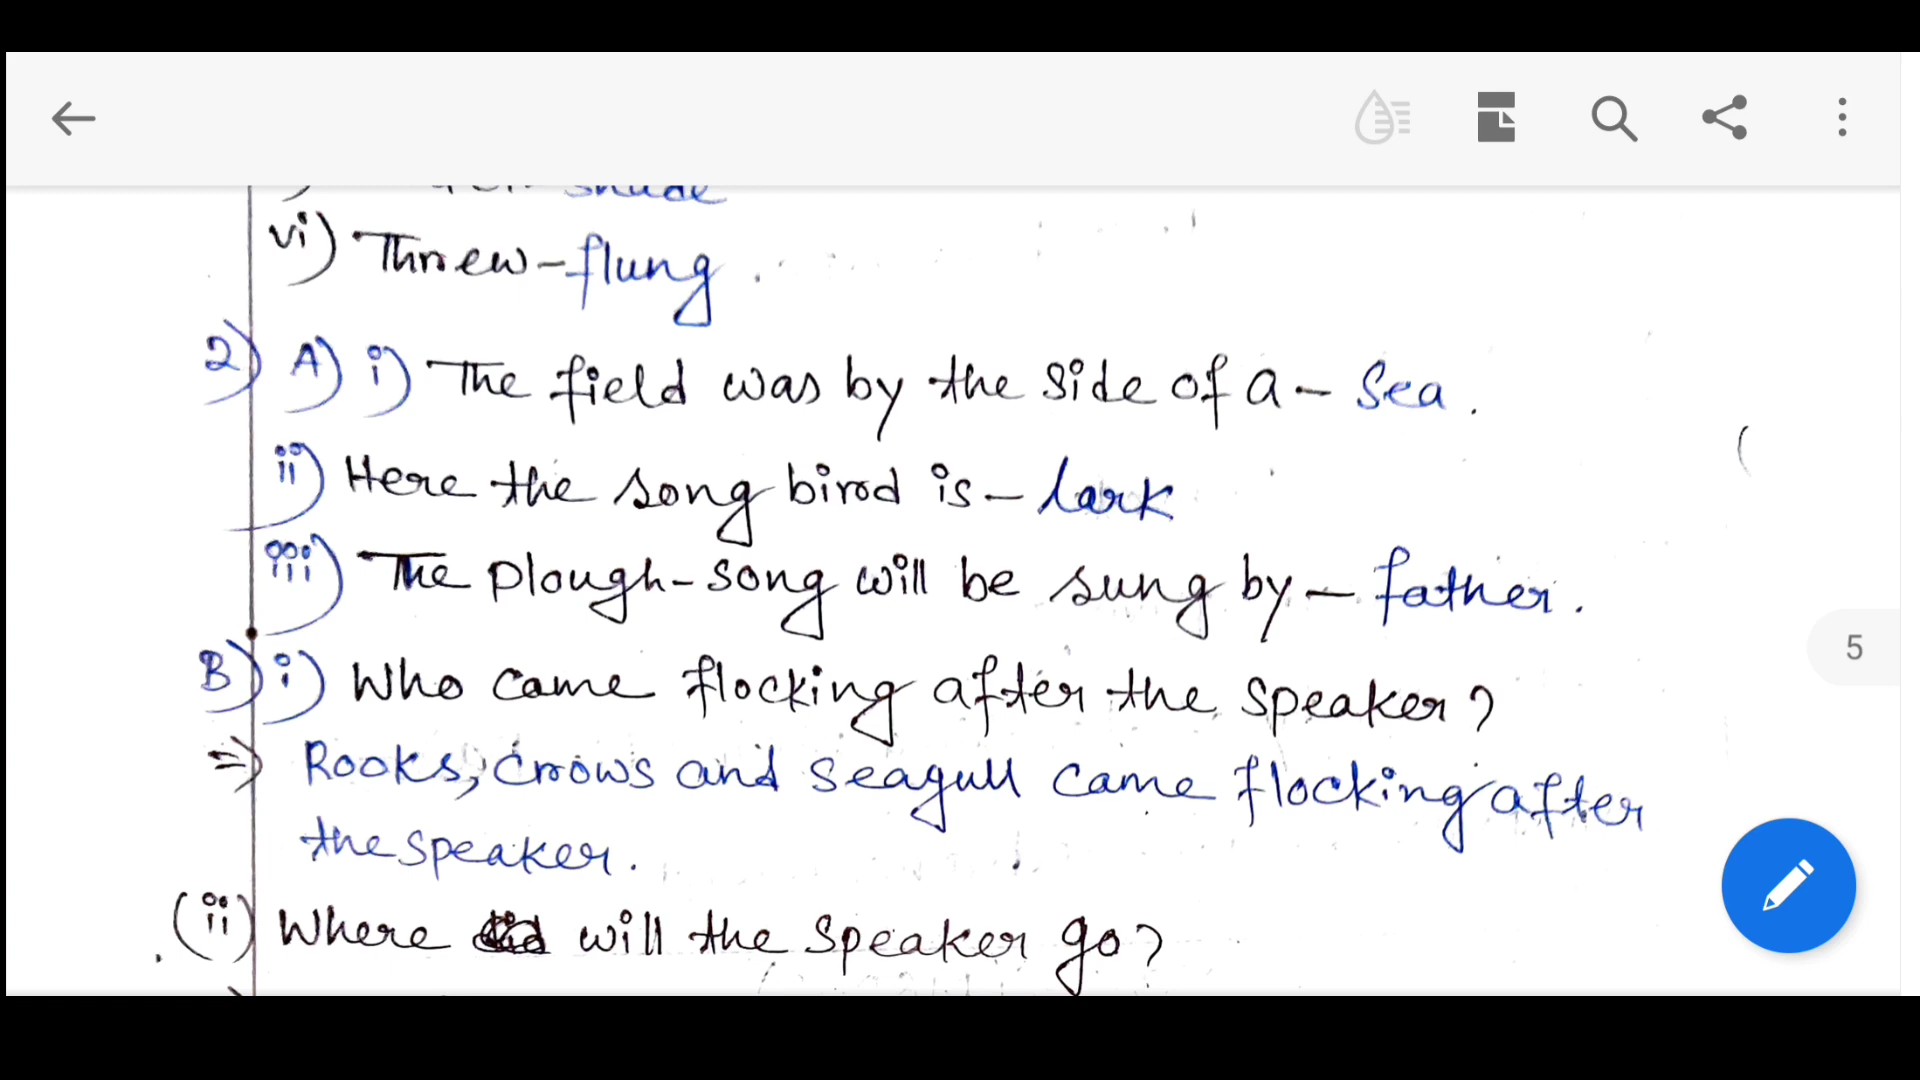 shade
vi) Threw-flung.
2) A) i) The field was by the side of a - Sea.
ii) Here the song bird is - lark
iii) The plough-song will be sung by - father.
B) i) Who came flocking after the speaker?
⇒ Rooks, Crows and seagull came flocking after
the speaker.
(ii) Where will the speaker go?
5